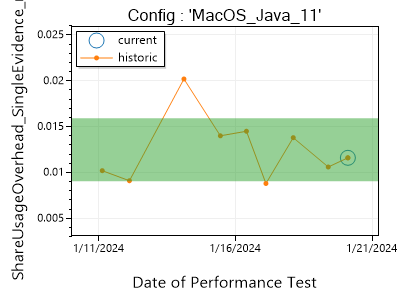 Config : 'MacOS_Java_11'
current
historic
0.025
0.02
0.015
0.01
0.005
ShareUsageOverhead_SingleEvidence_
1/11/2024
1/16/2024
1/21/2024
Date of Performance Test